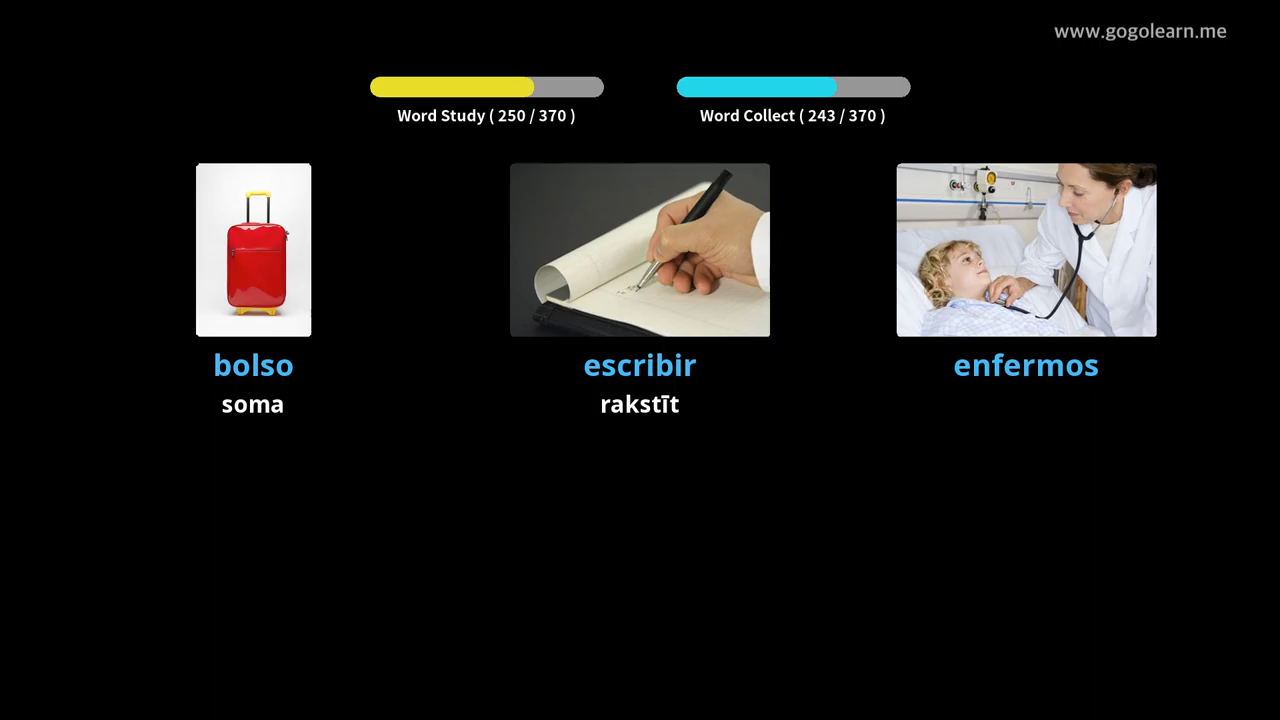 www.gogolearn.me
Word Study ( 250 / 370 )
Word Collect ( 243 / 370 )
bolso
escribir
enfermos
soma
rakstīt